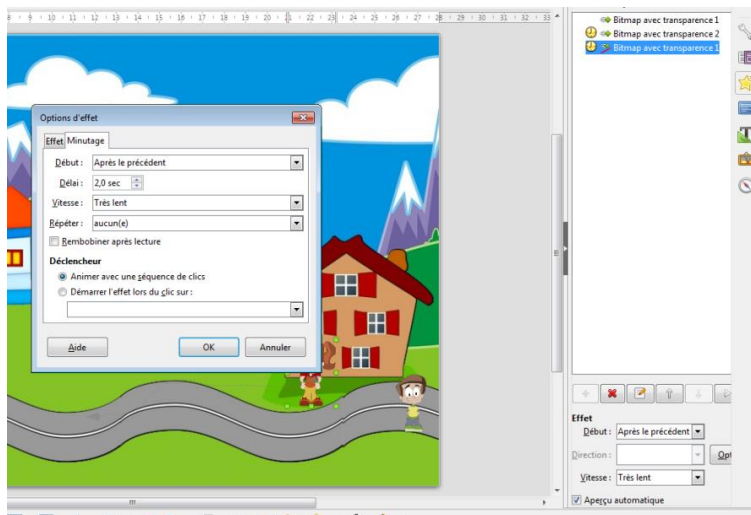 8 · 9 · 10 · 11 · 12 · 13 · 14 · 15 · 16 · 17 · 18 · 19 · 20 · 21 · 22 · 23 · 24 · 25 · 26 · 27 · 28 · 29 · 30 · 31 · 32 · 33
Bitmap avec transparence 1
Bitmap avec transparence 2
Bitmap avec transparence 1
Options d'effet
Effet Minutage
Début : Après le précédent
Délai : 2,0 sec
Vitesse : Très lent
Répéter : aucun(e)
Rembobiner après lecture
Déclencheur
Animer avec une séquence de clics
Démarrer l'effet lors du clic sur :
Aide OK Annuler
Effet
Début : Après le précédent
Direction : Opt
Vitesse : Très lent
Aperçu automatique